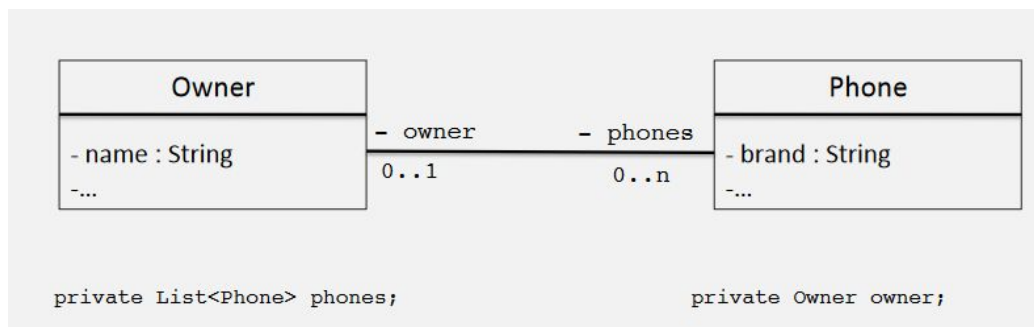 Owner
- name : String
-...
- owner
0..1
- phones
0..n
Phone
- brand : String
-...
private List<Phone> phones;
private Owner owner;